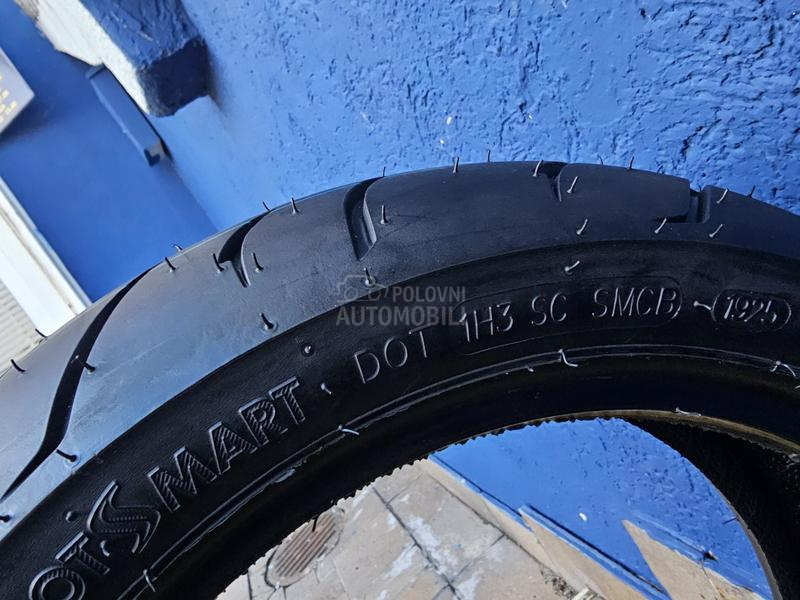 POLOVNI
AUTOMOBILI
DOT 1H3 SC SMCB 1925
OTSMART